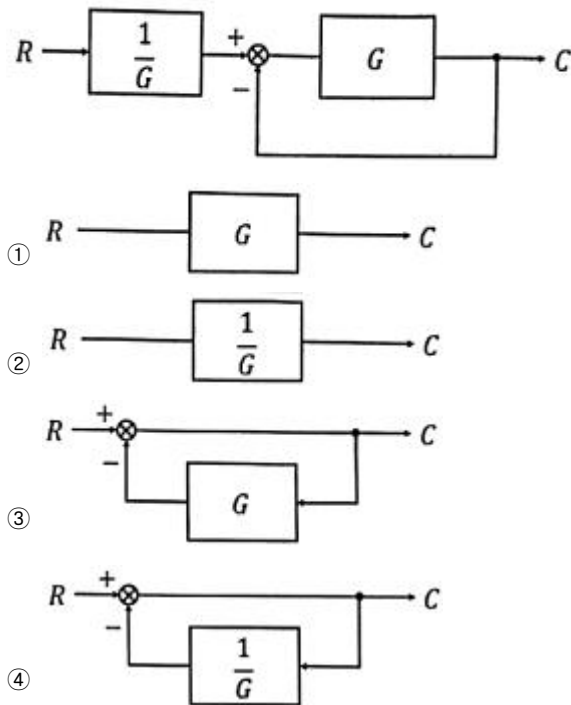 R 1/G + − G C
① R G C
② R 1/G C
③ R + − G C
④ R + − 1/G C